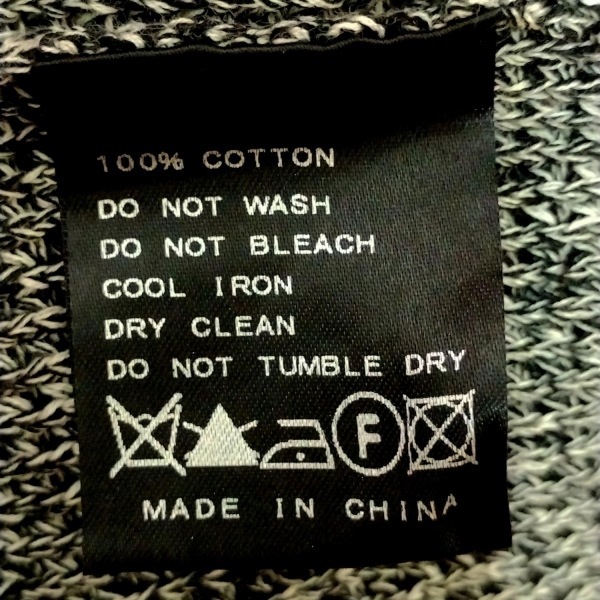 100% COTTON
DO NOT WASH
DO NOT BLEACH
COOL IRON
DRY CLEAN
DO NOT TUMBLE DRY
F
MADE IN CHINA